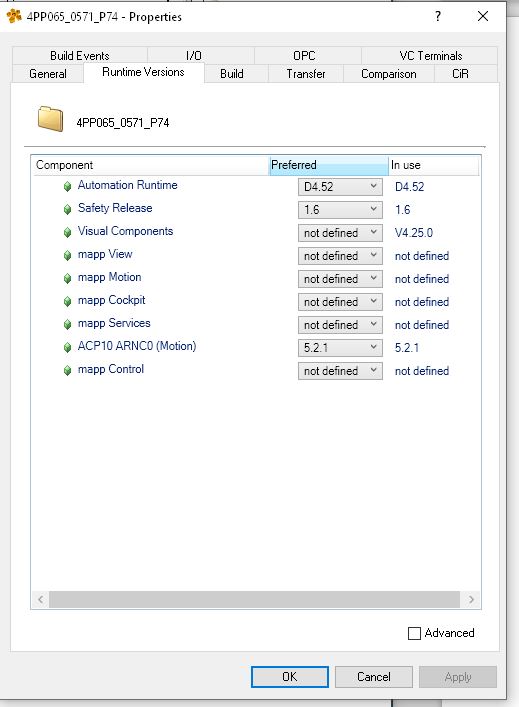 4PP065_0571_P74 - Properties
?
Build Events I/O OPC VC Terminals
General Runtime Versions Build Transfer Comparison CiR
4PP065_0571_P74
Component Preferred In use
Automation Runtime D4.52 D4.52
Safety Release 1.6 1.6
Visual Components not defined V4.25.0
mapp View not defined not defined
mapp Motion not defined not defined
mapp Cockpit not defined not defined
mapp Services not defined not defined
ACP10 ARNC0 (Motion) 5.2.1 5.2.1
mapp Control not defined not defined
Advanced
OK Cancel Apply